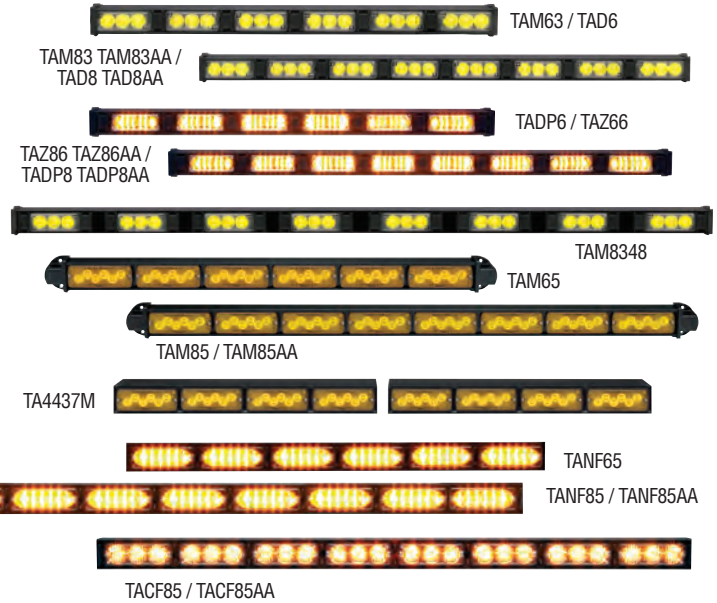 TAM63 / TAD6
TAM83 TAM83AA /
TAD8 TAD8AA
TADP6 / TAZ66
TAZ86 TAZ86AA /
TADP8 TADP8AA
TAM8348
TAM65
TAM85 / TAM85AA
TA4437M
TANF65
TANF85 / TANF85AA
TACF85 / TACF85AA